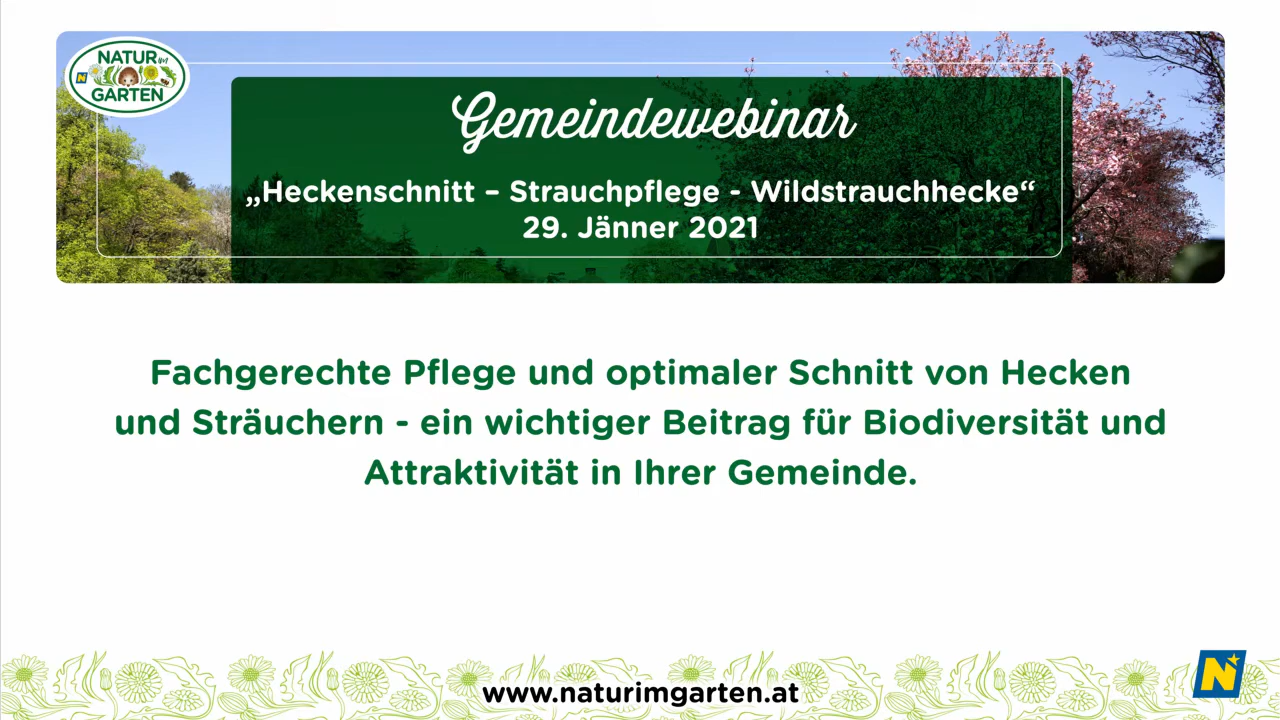 NATUR im
GARTEN
Gemeindewebinar
„Heckenschnitt – Strauchpflege - Wildstrauchhecke“
29. Jänner 2021
Fachgerechte Pflege und optimaler Schnitt von Hecken
und Sträuchern - ein wichtiger Beitrag für Biodiversität und
Attraktivität in Ihrer Gemeinde.
www.naturimgarten.at
N